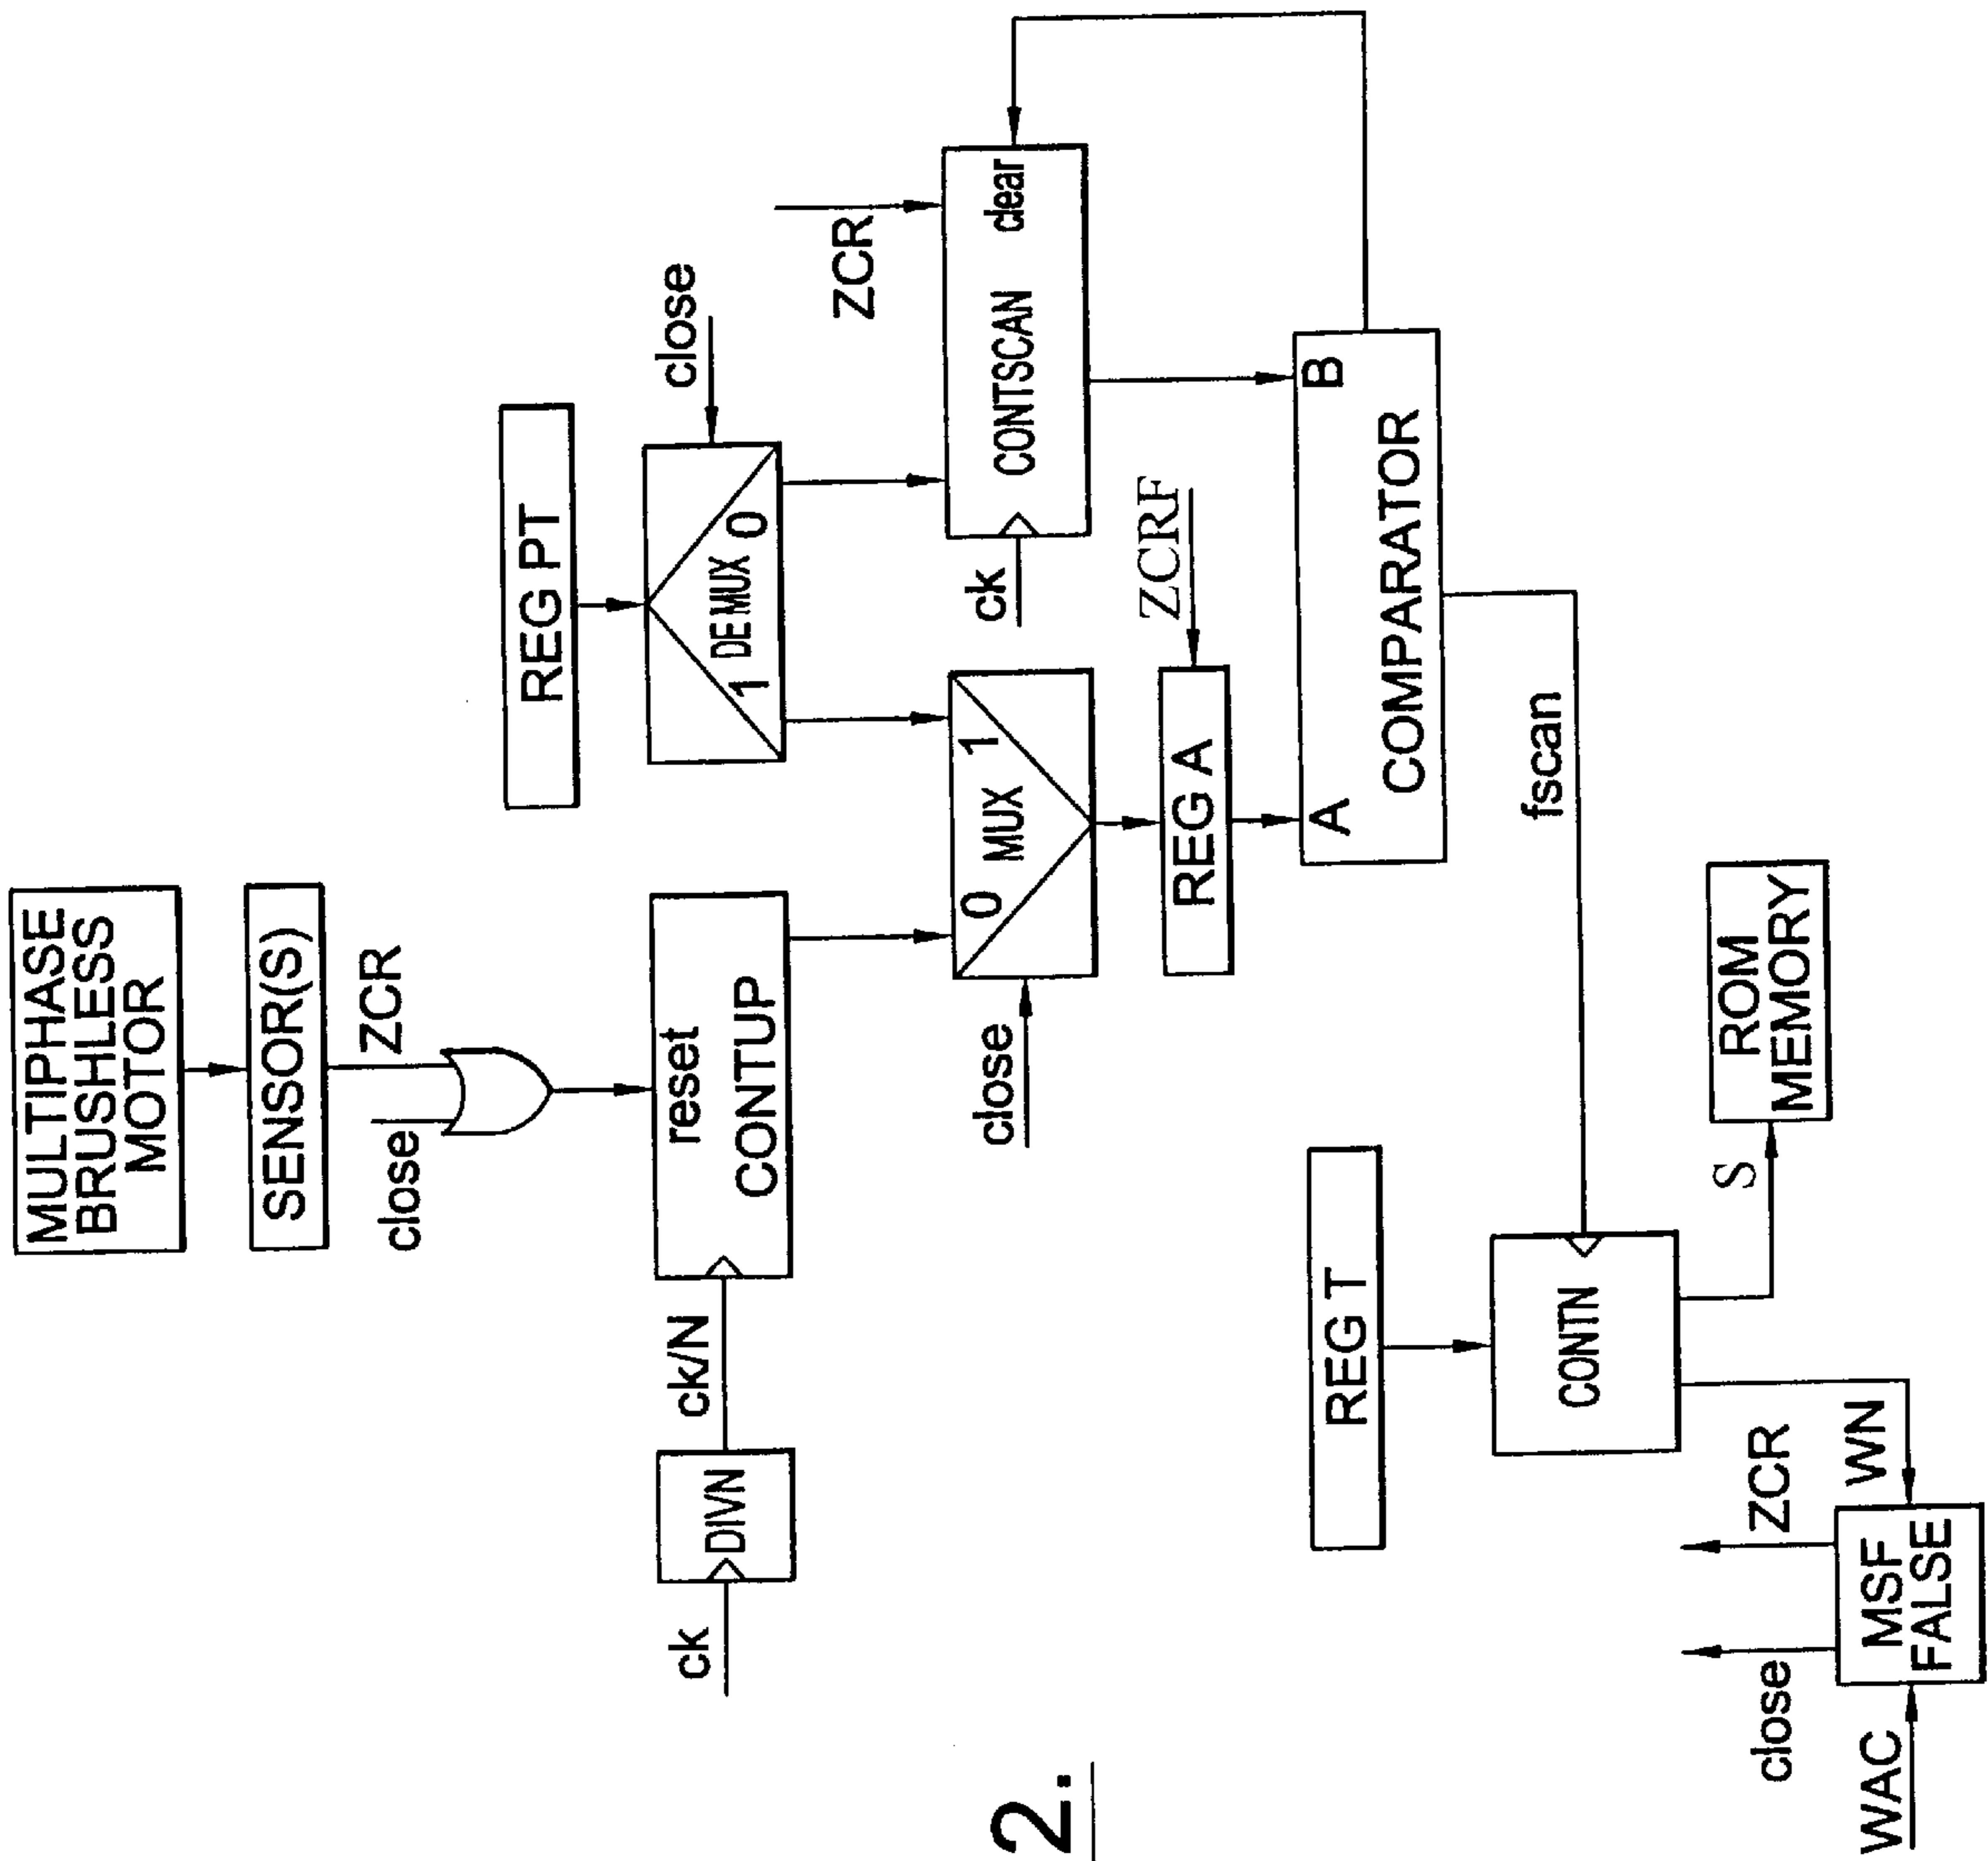 MULTIPHASE
BRUSHLESS
MOTOR
SENSOR(S)
close
ZCR
REG PT
close
1 DEMUX 0
ck
DIVN
ck/N
reset
CONTUP
ZCR
close
0 MUX 1
ck
CONTSCAN clear
REG A
ZCRF
A
B
COMPARATOR
fscan
REG T
CONTN
S
ROM
MEMORY
close
ZCR
WN
WAC
MSF
FALSE
2.